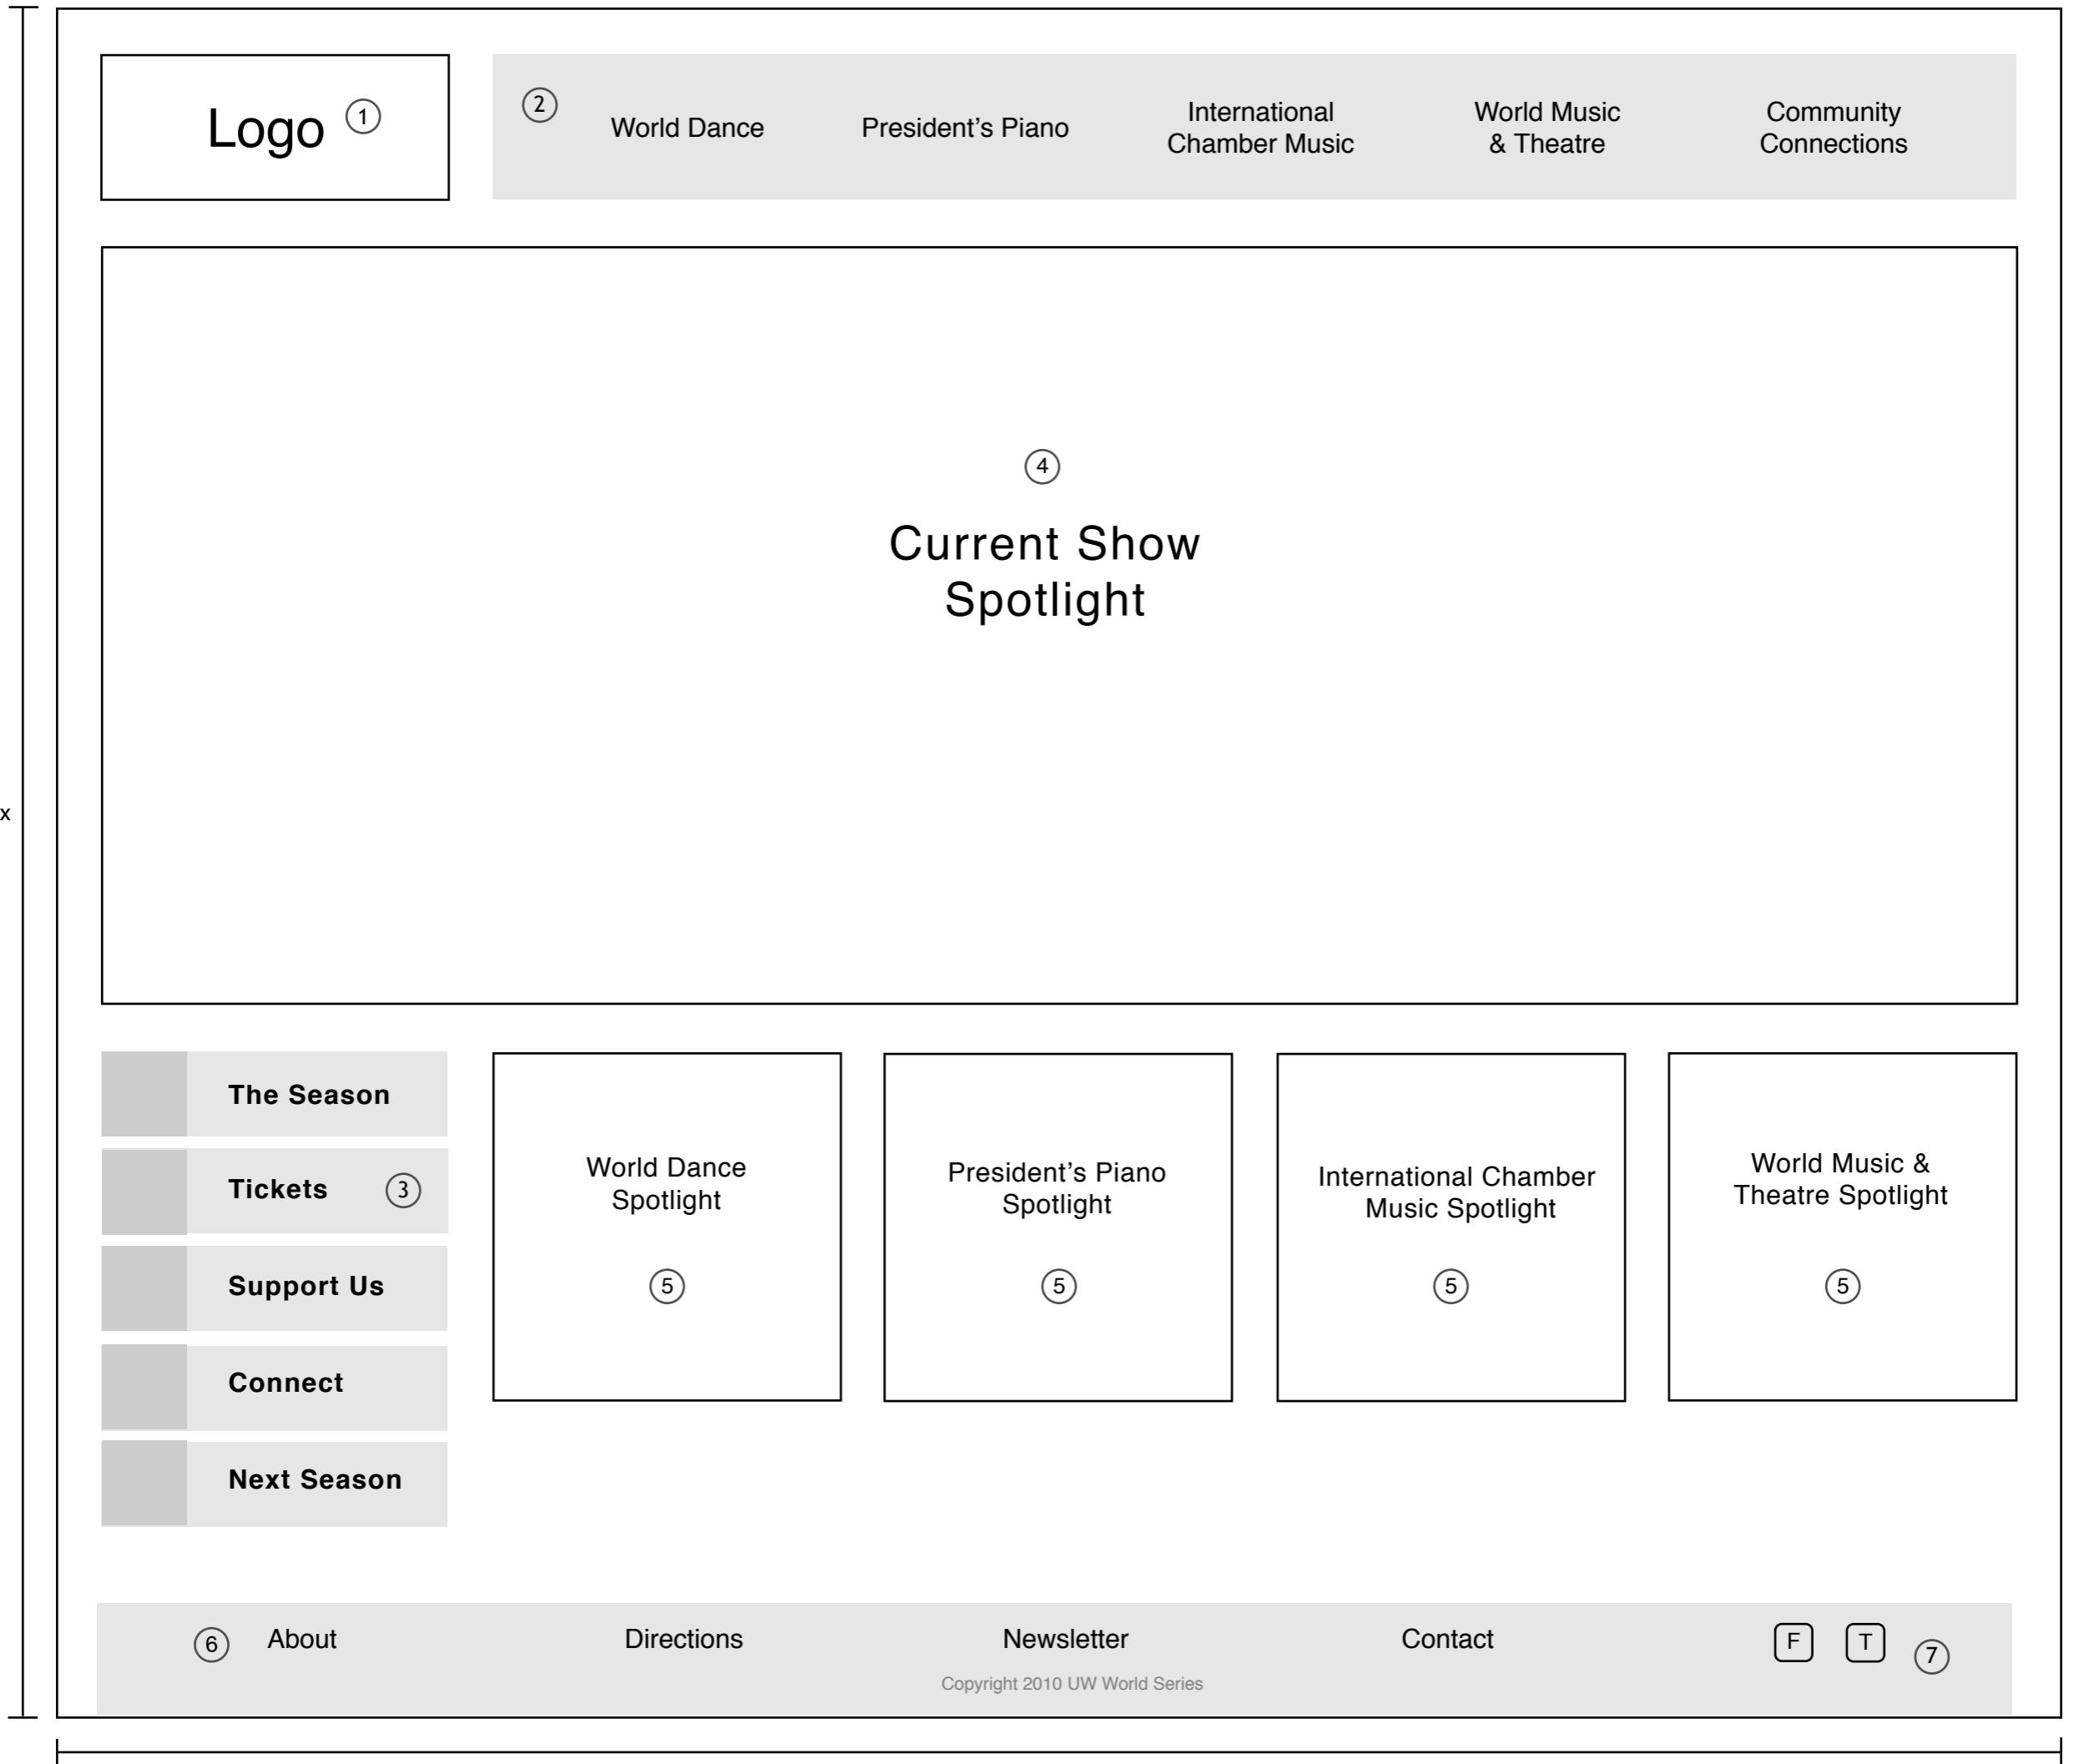 Logo
1
2
World Dance
President’s Piano
International
Chamber Music
World Music
& Theatre
Community
Connections
4
Current Show
Spotlight
x
The Season
Tickets
3
Support Us
Connect
Next Season
World Dance
Spotlight
5
President’s Piano
Spotlight
5
International Chamber
Music Spotlight
5
World Music &
Theatre Spotlight
5
6
About
Directions
Newsletter
Contact
F
T
7
Copyright 2010 UW World Series